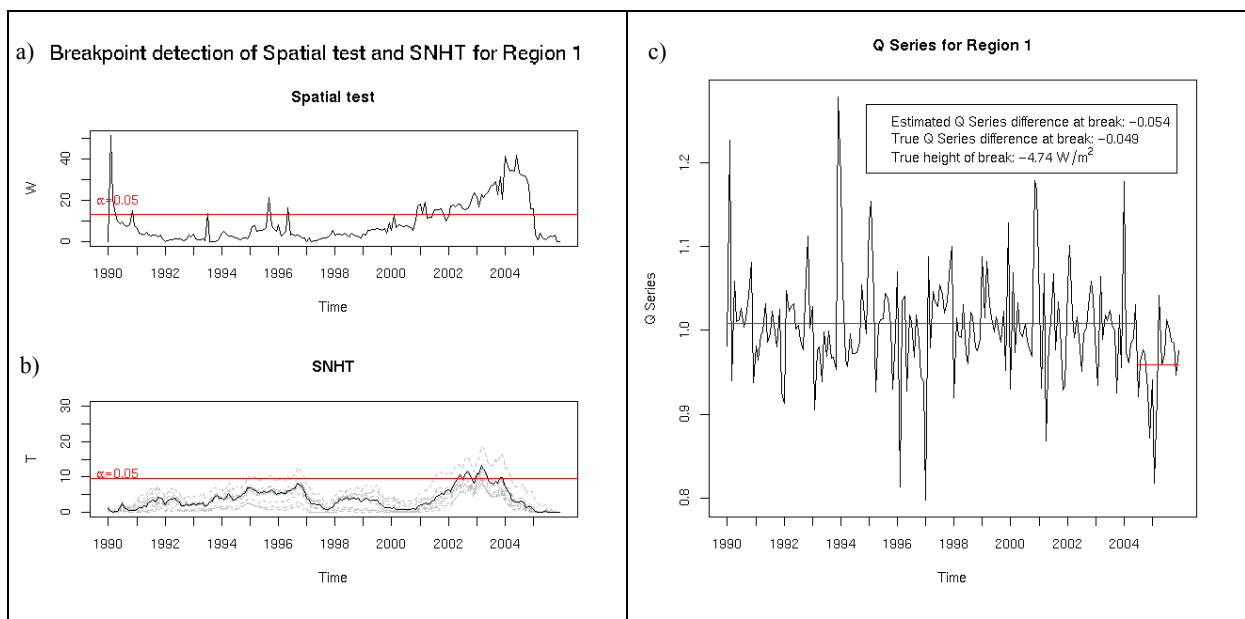 a) Breakpoint detection of Spatial test and SNHT for Region 1
Spatial test
W
0 20 40
α=0.05
1990 1992 1994 1996 1998 2000 2002 2004
Time
b)
SNHT
T
0 10 20 30
α=0.05
1990 1992 1994 1996 1998 2000 2002 2004
Time
c)
Q Series for Region 1
Estimated Q Series difference at break: −0.054
True Q Series difference at break: −0.049
True height of break: −4.74 W/m²
Q Series
0.8 0.9 1.0 1.1 1.2
1990 1992 1994 1996 1998 2000 2002 2004
Time